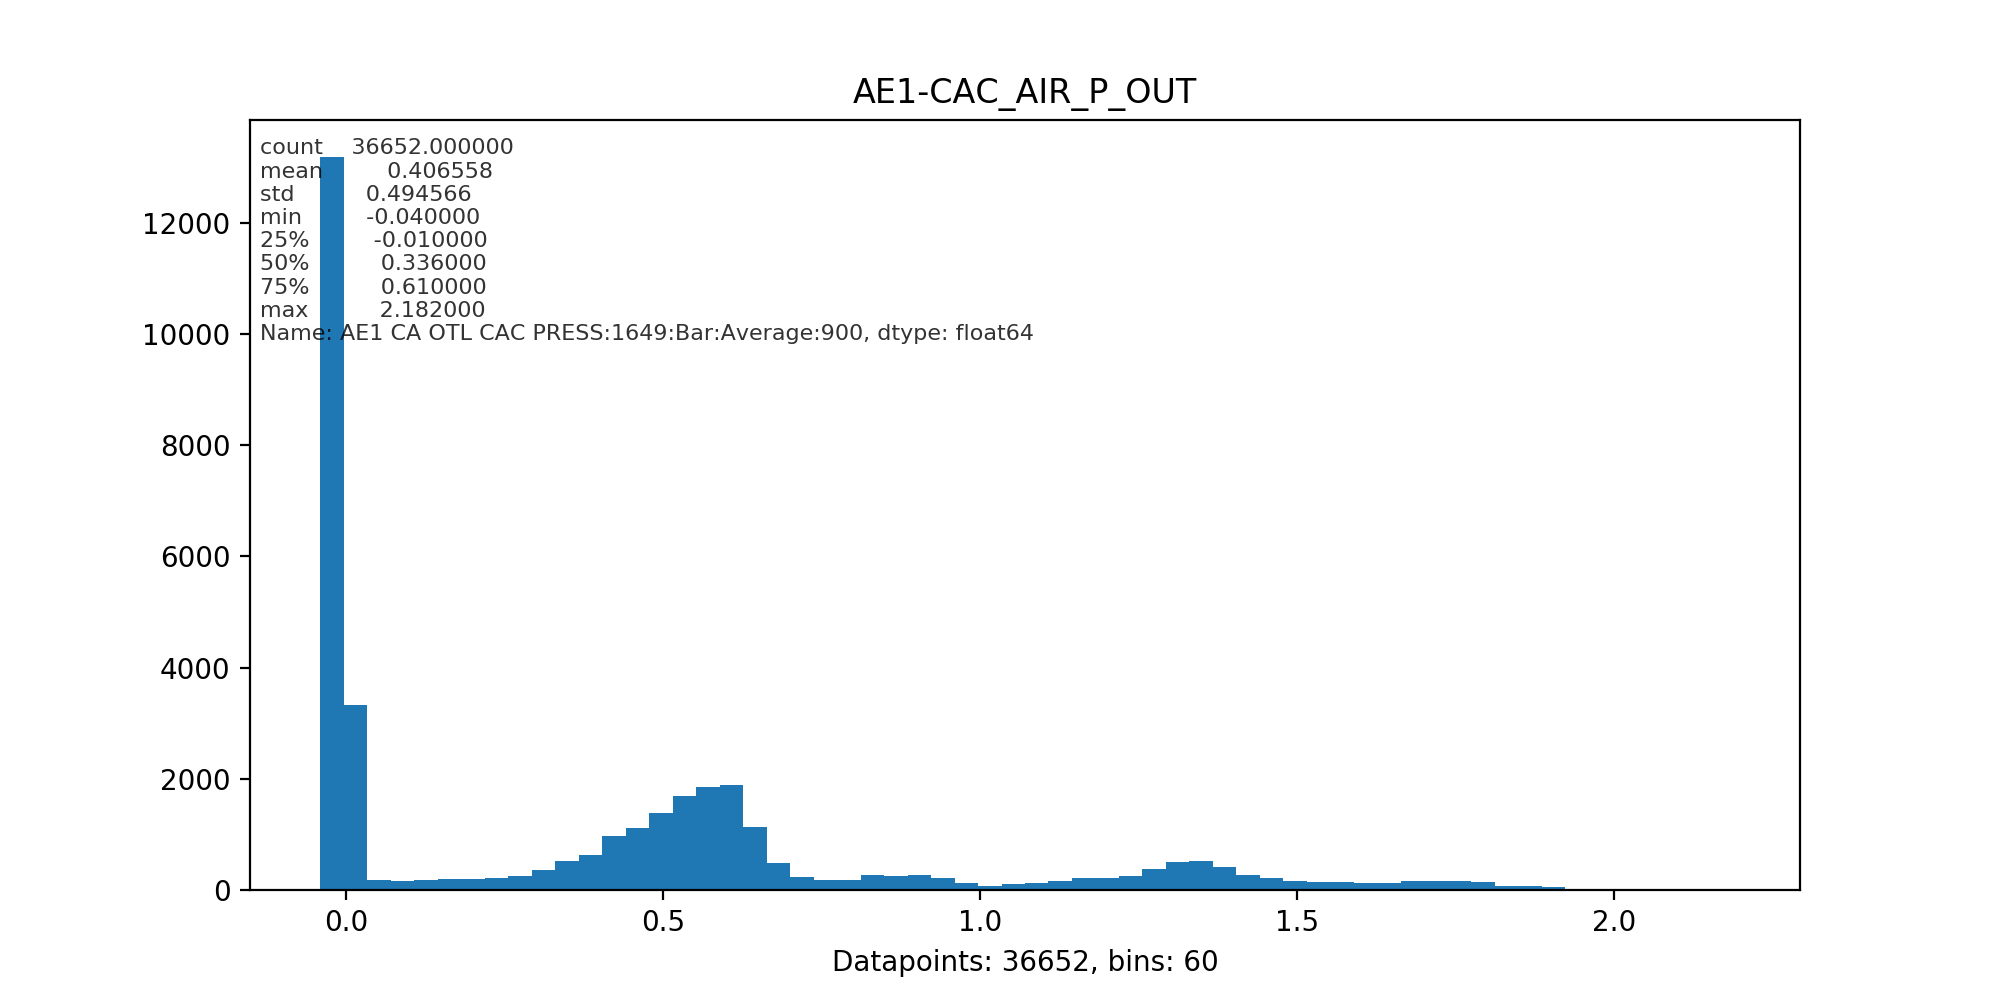 AE1-CAC_AIR_P_OUT
count 36652.000000
mean 0.406558
std 0.494566
min -0.040000
25% -0.010000
50% 0.336000
75% 0.610000
max 2.182000
Name: AE1 CA OTL CAC PRESS:1649:Bar:Average:900, dtype: float64
12000
10000
8000
6000
4000
2000
0
0.0 0.5 1.0 1.5 2.0
Datapoints: 36652, bins: 60